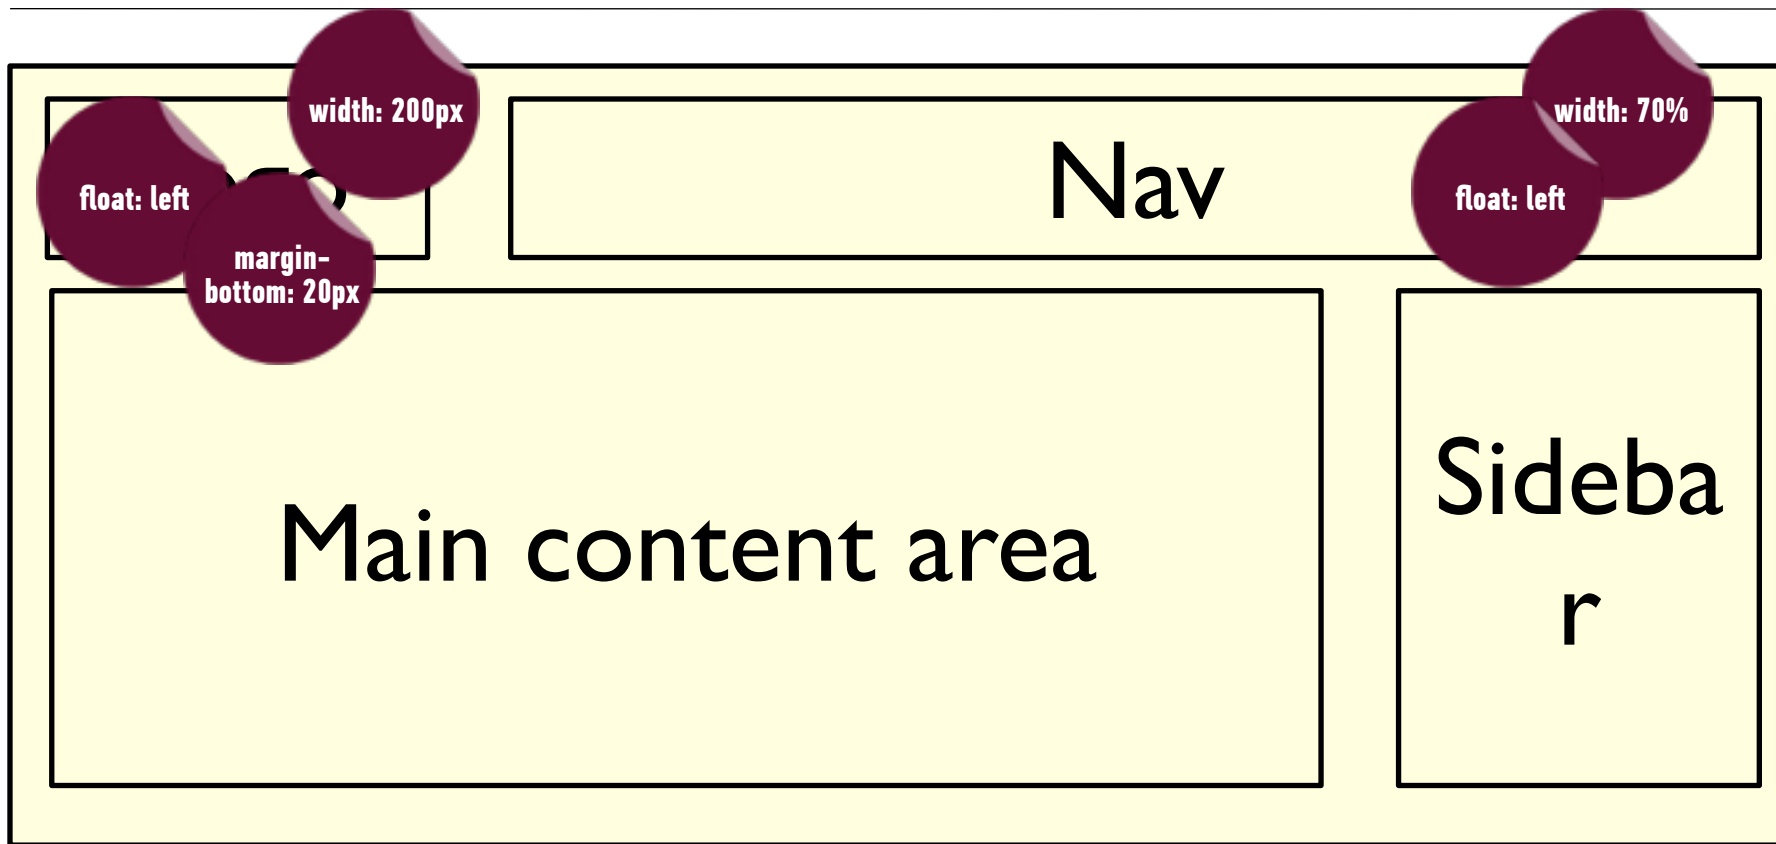 width: 200px
width: 70%
float: left
Nav
float: left
margin-
bottom: 20px
Main content area
Sideba
r